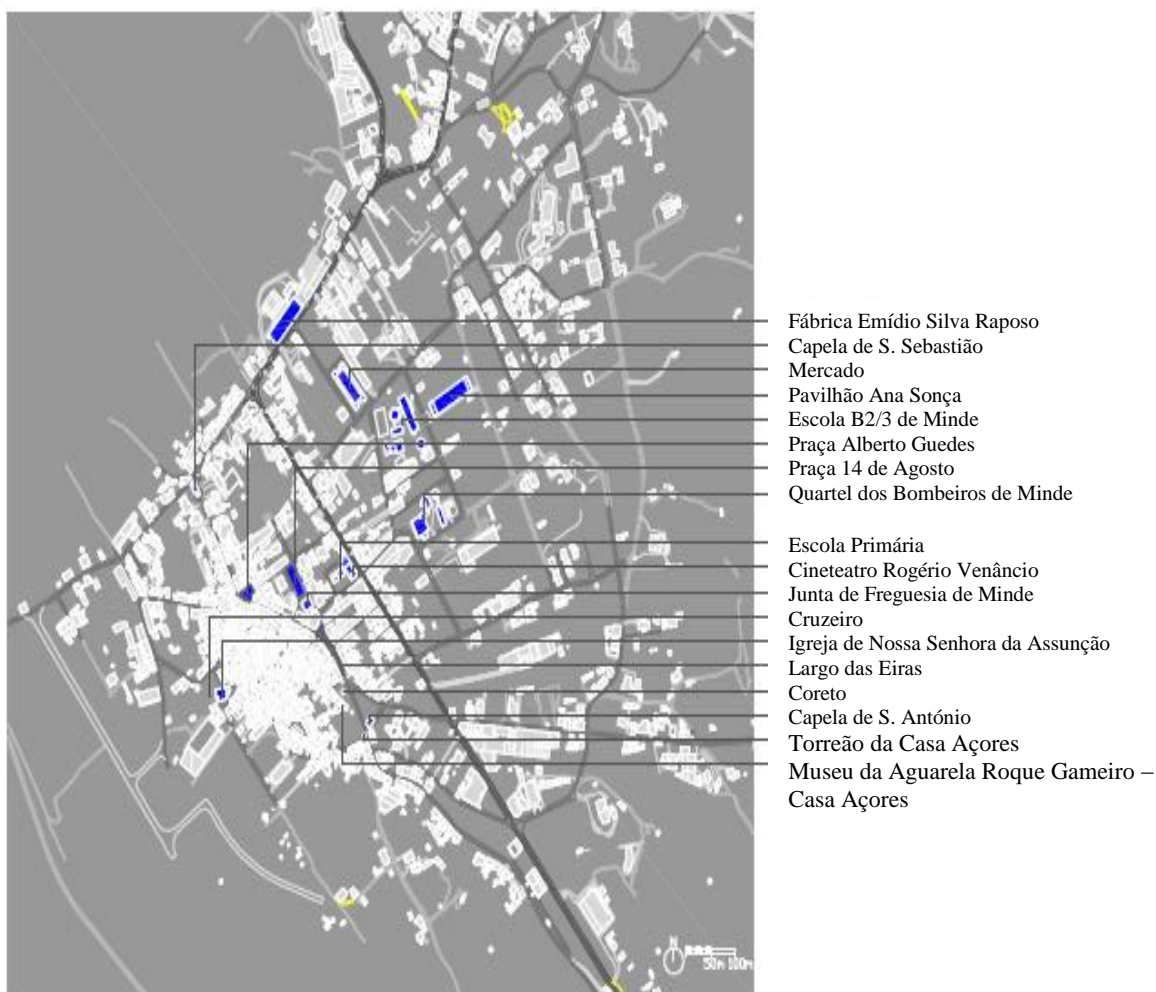 Fábrica Emídio Silva Raposo
Capela de S. Sebastião
Mercado
Pavilhão Ana Sonça
Escola B2/3 de Minde
Praça Alberto Guedes
Praça 14 de Agosto
Quartel dos Bombeiros de Minde
Escola Primária
Cineteatro Rogério Venâncio
Junta de Freguesia de Minde
Cruzeiro
Igreja de Nossa Senhora da Assunção
Largo das Eiras
Coreto
Capela de S. António
Torreão da Casa Açores
Museu da Aguarela Roque Gameiro –
Casa Açores
N
50m 100m